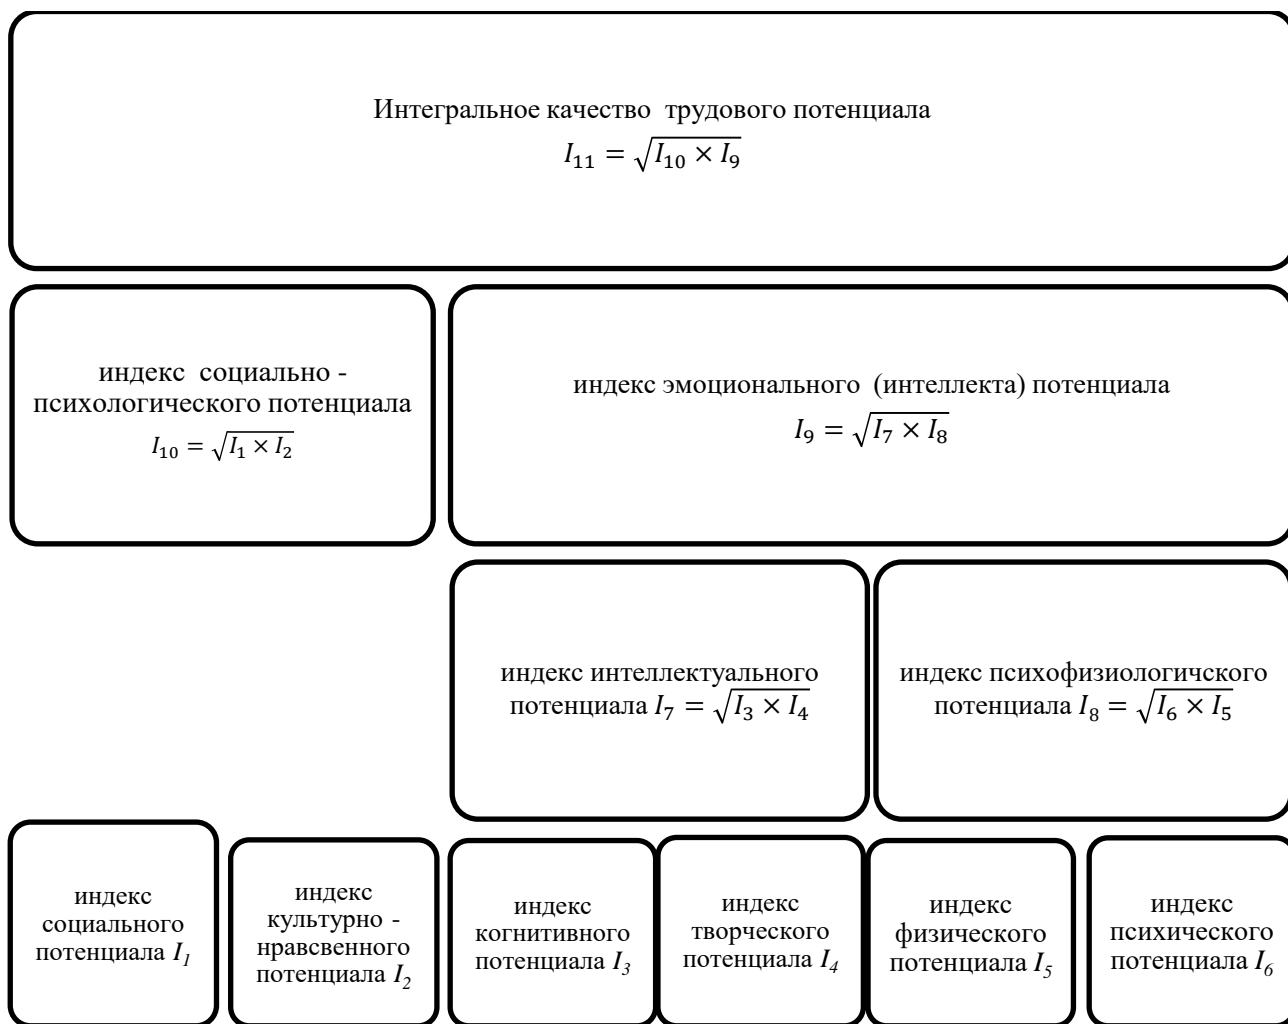 Интегральное качество трудового потенциала
I₁₁ = √(I₁₀ × I₉)
индекс социально -
психологического потенциала
I₁₀ = √(I₁ × I₂)
индекс эмоционального (интеллекта) потенциала
I₉ = √(I₇ × I₈)
индекс интеллектуального
потенциала I₇ = √(I₃ × I₄)
индекс психофизиологичского
потенциала I₈ = √(I₆ × I₅)
индекс
социального
потенциала I₁
индекс
культурно -
нравсвенного
потенциала I₂
индекс
когнитивного
потенциала I₃
индекс
творческого
потенциала I₄
индекс
физического
потенциала I₅
индекс
психического
потенциала I₆